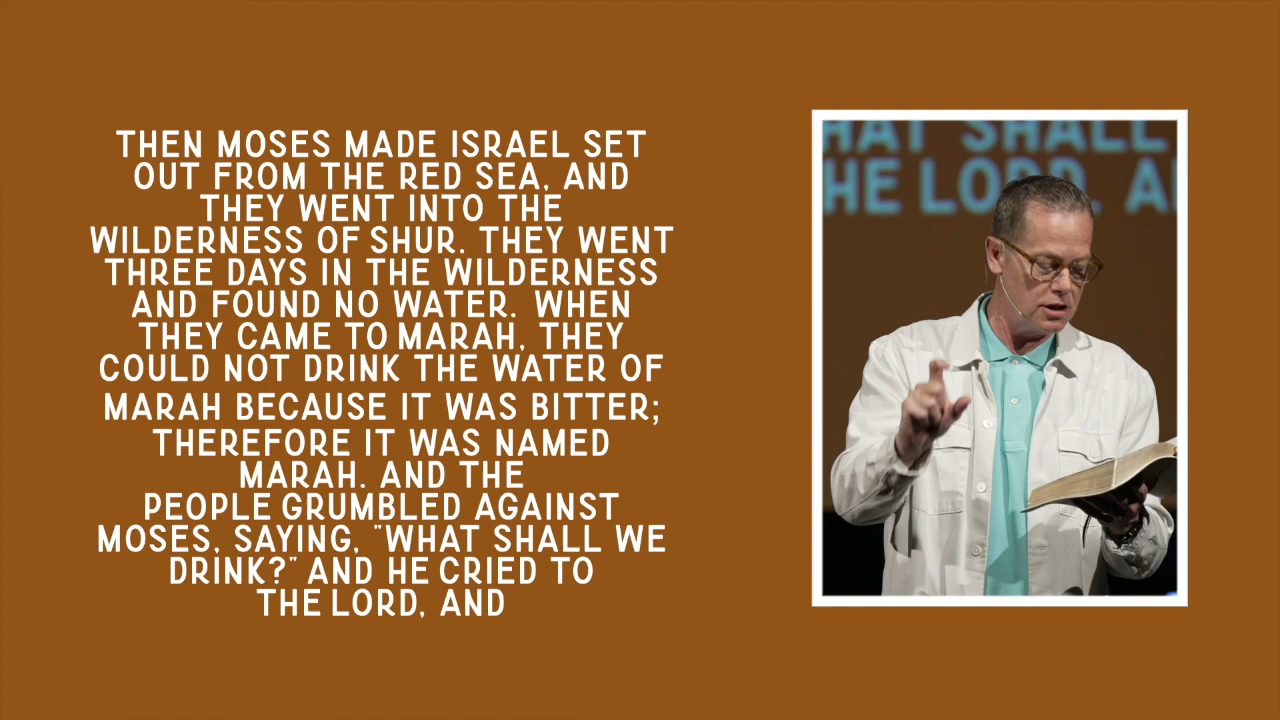 THEN MOSES MADE ISRAEL SET
OUT FROM THE RED SEA, AND
THEY WENT INTO THE
WILDERNESS OF SHUR. THEY WENT
THREE DAYS IN THE WILDERNESS
AND FOUND NO WATER. WHEN
THEY CAME TO MARAH, THEY
COULD NOT DRINK THE WATER OF
MARAH BECAUSE IT WAS BITTER;
THEREFORE IT WAS NAMED
MARAH. AND THE
PEOPLE GRUMBLED AGAINST
MOSES, SAYING, "WHAT SHALL WE
DRINK?" AND HE CRIED TO
THE LORD, AND
HAT SHALL
HE LORD, A